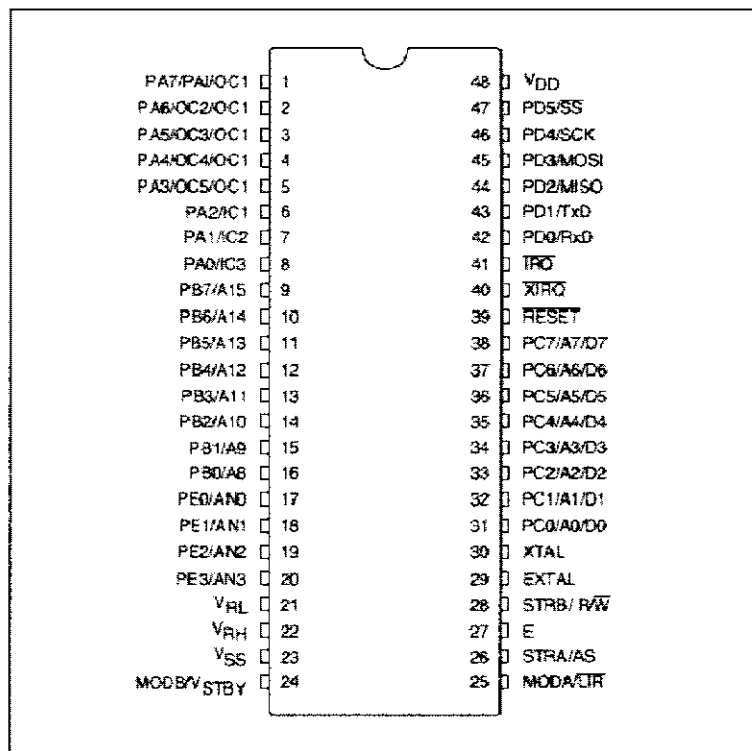 PA7/PAI/OC1 1 48 VDD
PA6/OC2/OC1 2 47 PD5/S̅S̅
PA5/OC3/OC1 3 46 PD4/SCK
PA4/OC4/OC1 4 45 PD3/MOSI
PA3/OC5/OC1 5 44 PD2/MISO
PA2/IC1 6 43 PD1/TxD
PA1/IC2 7 42 PD0/RxD
PA0/IC3 8 41 I̅R̅Q̅
PB7/A15 9 40 X̅I̅R̅Q̅
PB6/A14 10 39 R̅E̅S̅E̅T̅
PB5/A13 11 38 PC7/A7/D7
PB4/A12 12 37 PC6/A6/D6
PB3/A11 13 36 PC5/A5/D5
PB2/A10 14 35 PC4/A4/D4
PB1/A9 15 34 PC3/A3/D3
PB0/A8 16 33 PC2/A2/D2
PE0/AN0 17 32 PC1/A1/D1
PE1/AN1 18 31 PC0/A0/D0
PE2/AN2 19 30 XTAL
PE3/AN3 20 29 EXTAL
VRL 21 28 STRB/ R/W̅
VRH 22 27 E
VSS 23 26 STRA/AS
MODB/VSTBY 24 25 MODA/L̅I̅R̅